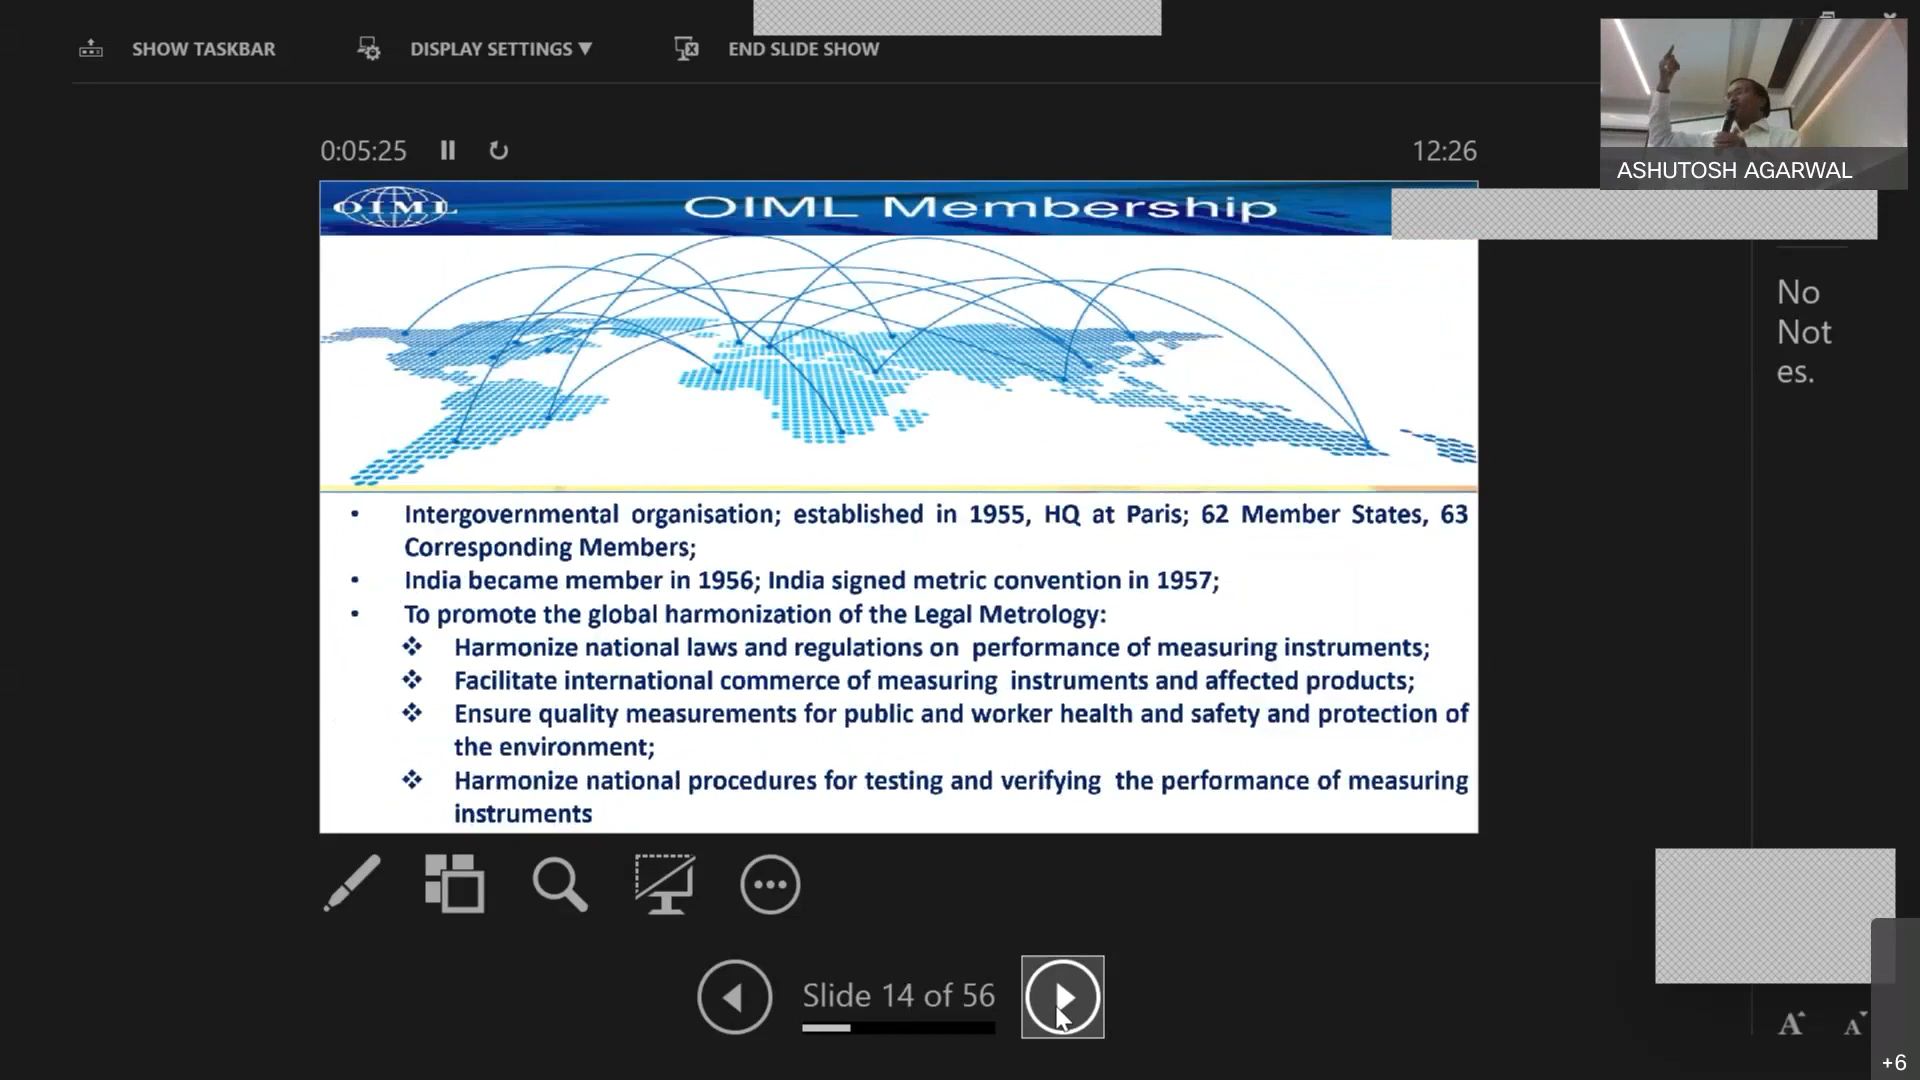 SHOW TASKBAR
DISPLAY SETTINGS ▼
END SLIDE SHOW
ASHUTOSH AGARWAL
0:05:25
12:26
OIML
OIML Membership
No
Not
es.
• Intergovernmental organisation; established in 1955, HQ at Paris; 62 Member States, 63
Corresponding Members;
• India became member in 1956; India signed metric convention in 1957;
• To promote the global harmonization of the Legal Metrology:
❖ Harmonize national laws and regulations on performance of measuring instruments;
❖ Facilitate international commerce of measuring instruments and affected products;
❖ Ensure quality measurements for public and worker health and safety and protection of
the environment;
❖ Harmonize national procedures for testing and verifying the performance of measuring
instruments
Slide 14 of 56
A A
+6